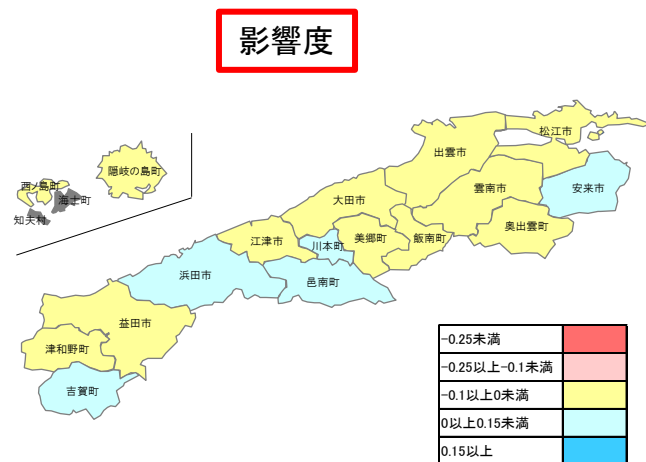 影響度
松江市
出雲市
隠岐の島町
西ノ島町
海士町
安来市
雲南市
大田市
知夫村
奥出雲町
江津市
川本町
美郷町
飯南町
浜田市
邑南町
益田市
津和野町
吉賀町
-0.25未満
-0.25以上-0.1未満
-0.1以上0未満
0以上0.15未満
0.15以上